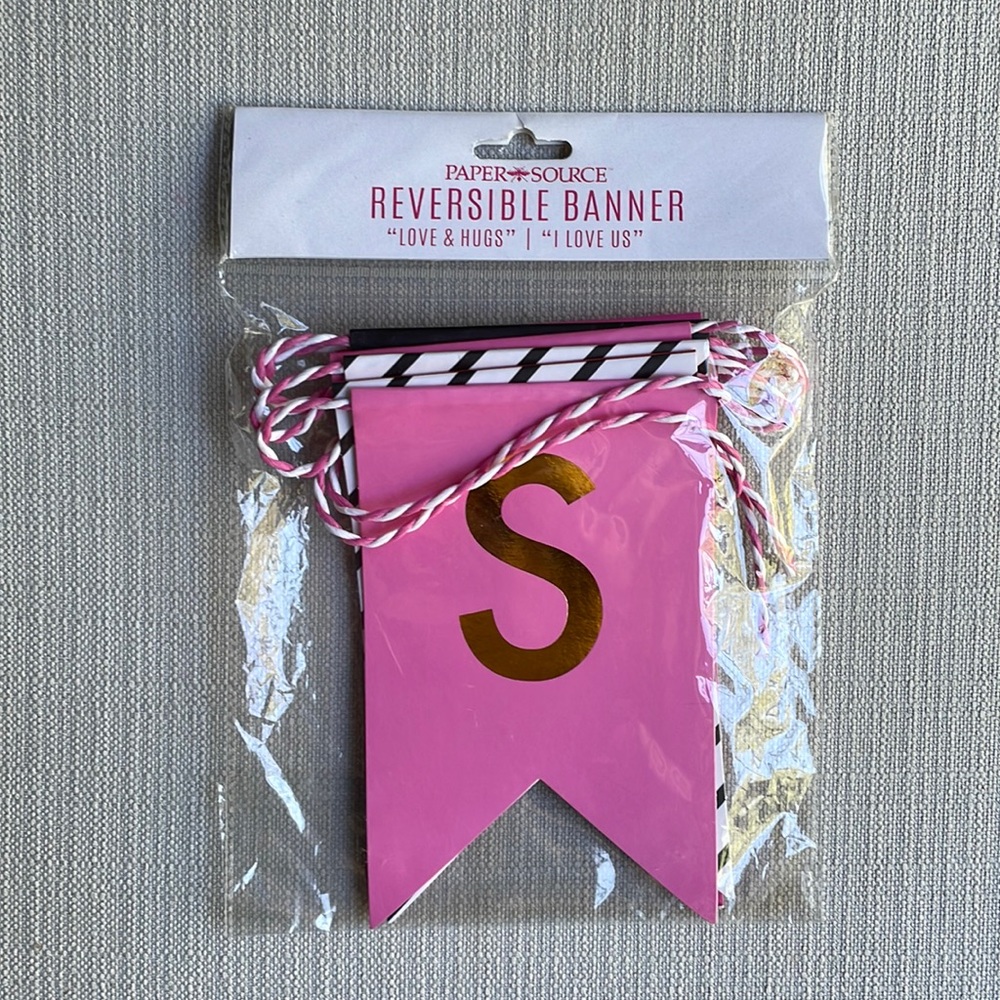 PAPER SOURCE
REVERSIBLE BANNER
“LOVE & HUGS” | “I LOVE US”
S